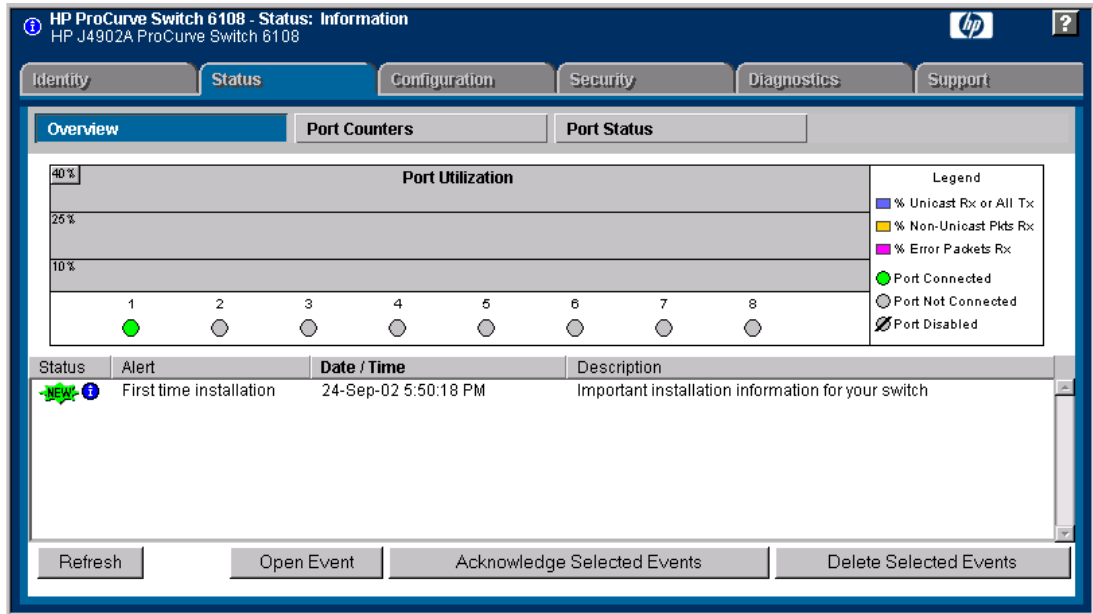 HP ProCurve Switch 6108 - Status: Information
HP J4902A ProCurve Switch 6108
hp
?
Identity Status Configuration Security Diagnostics Support
Overview Port Counters Port Status
40%
Port Utilization
25%
10%
1 2 3 4 5 6 7 8
Legend
% Unicast Rx or All Tx
% Non-Unicast Pkts Rx
% Error Packets Rx
Port Connected
Port Not Connected
Port Disabled
Status Alert Date / Time Description
NEW i First time installation 24-Sep-02 5:50:18 PM Important installation information for your switch
Refresh Open Event Acknowledge Selected Events Delete Selected Events